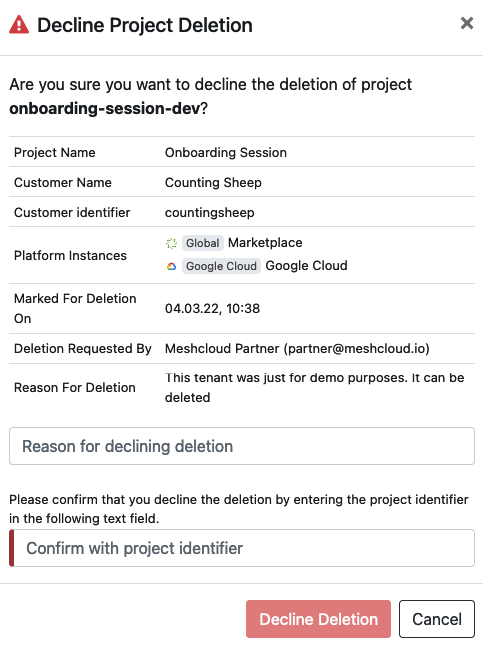 Decline Project Deletion
Are you sure you want to decline the deletion of project
onboarding-session-dev?
Project Name Onboarding Session
Customer Name Counting Sheep
Customer identifier countingsheep
Platform Instances
Global Marketplace
Google Cloud Google Cloud
Marked For Deletion
On
04.03.22, 10:38
Deletion Requested By Meshcloud Partner (partner@meshcloud.io)
Reason For Deletion
This tenant was just for demo purposes. It can be
deleted
Reason for declining deletion
Please confirm that you decline the deletion by entering the project identifier
in the following text field.
Confirm with project identifier
Decline Deletion Cancel